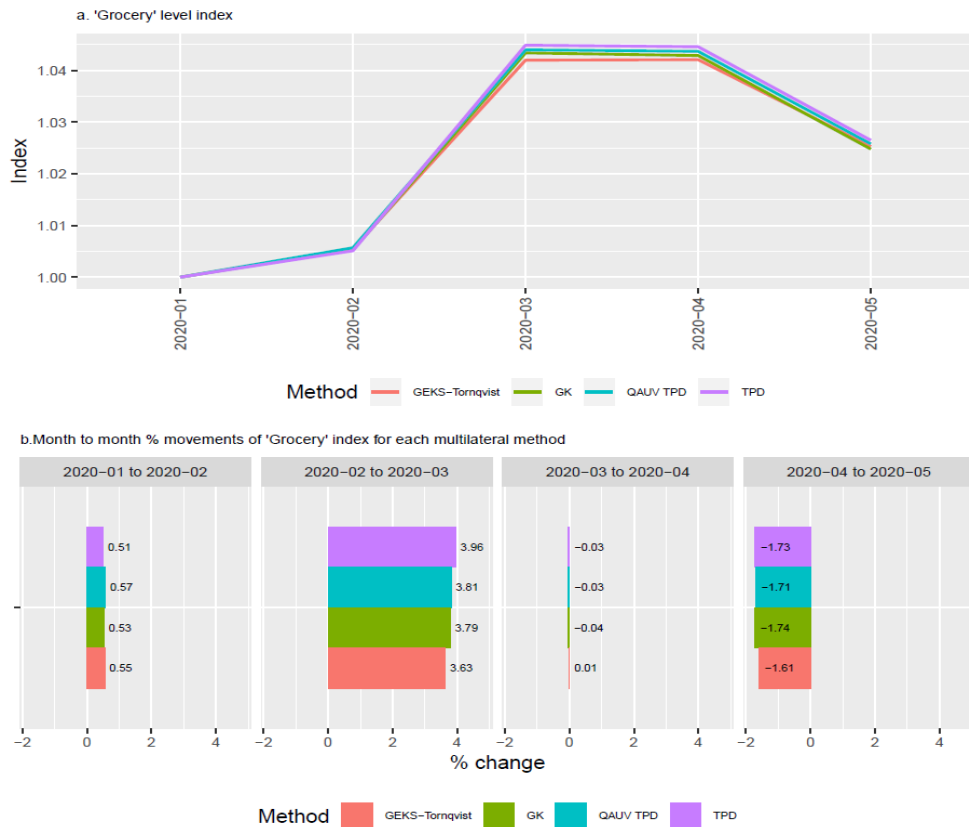 a. 'Grocery' level index
Index
1.04
1.03
1.02
1.01
1.00
2020−01
2020−02
2020−03
2020−04
2020−05
Method GEKS−Tornqvist GK QAUV TPD TPD
b.Month to month % movements of 'Grocery' index for each multilateral method
2020−01 to 2020−02 2020−02 to 2020−03 2020−03 to 2020−04 2020−04 to 2020−05
0.51 3.96 −0.03 −1.73
0.57 3.81 −0.03 −1.71
0.53 3.79 −0.04 −1.74
0.55 3.63 0.01 −1.61
−2 0 2 4 −2 0 2 4 −2 0 2 4 −2 0 2 4
% change
Method GEKS−Tornqvist GK QAUV TPD TPD